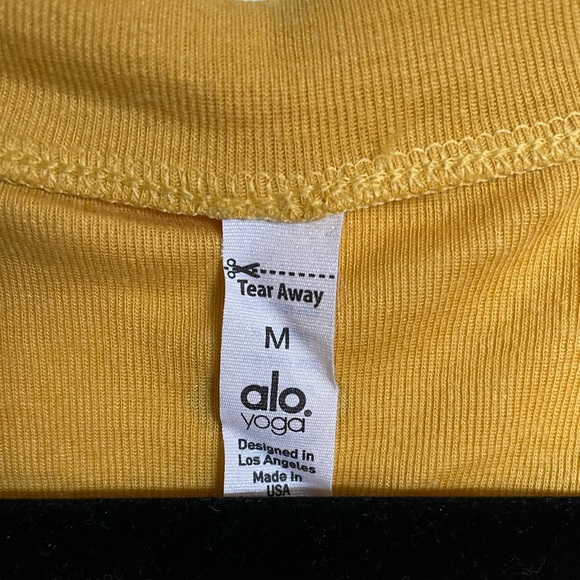 Tear Away
M
alo.
yoga
Designed in
Los Angeles
Made in
USA